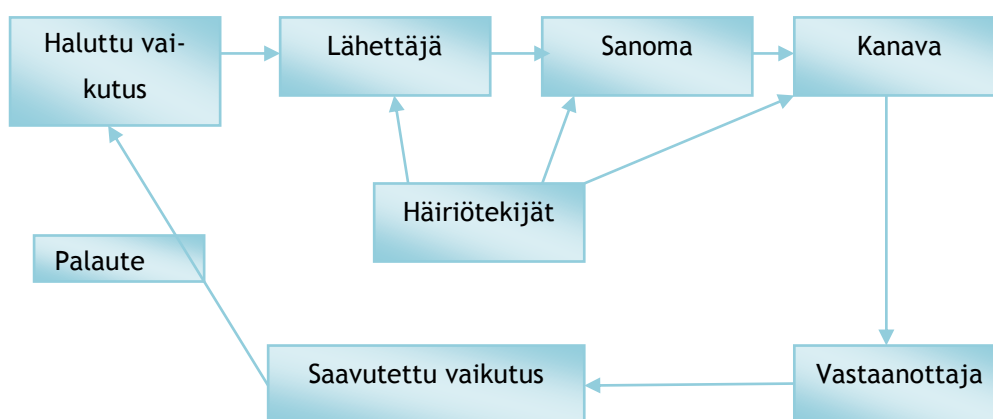 Haluttu vai-
kutus
Lähettäjä
Sanoma
Kanava
Häiriötekijät
Palaute
Saavutettu vaikutus
Vastaanottaja